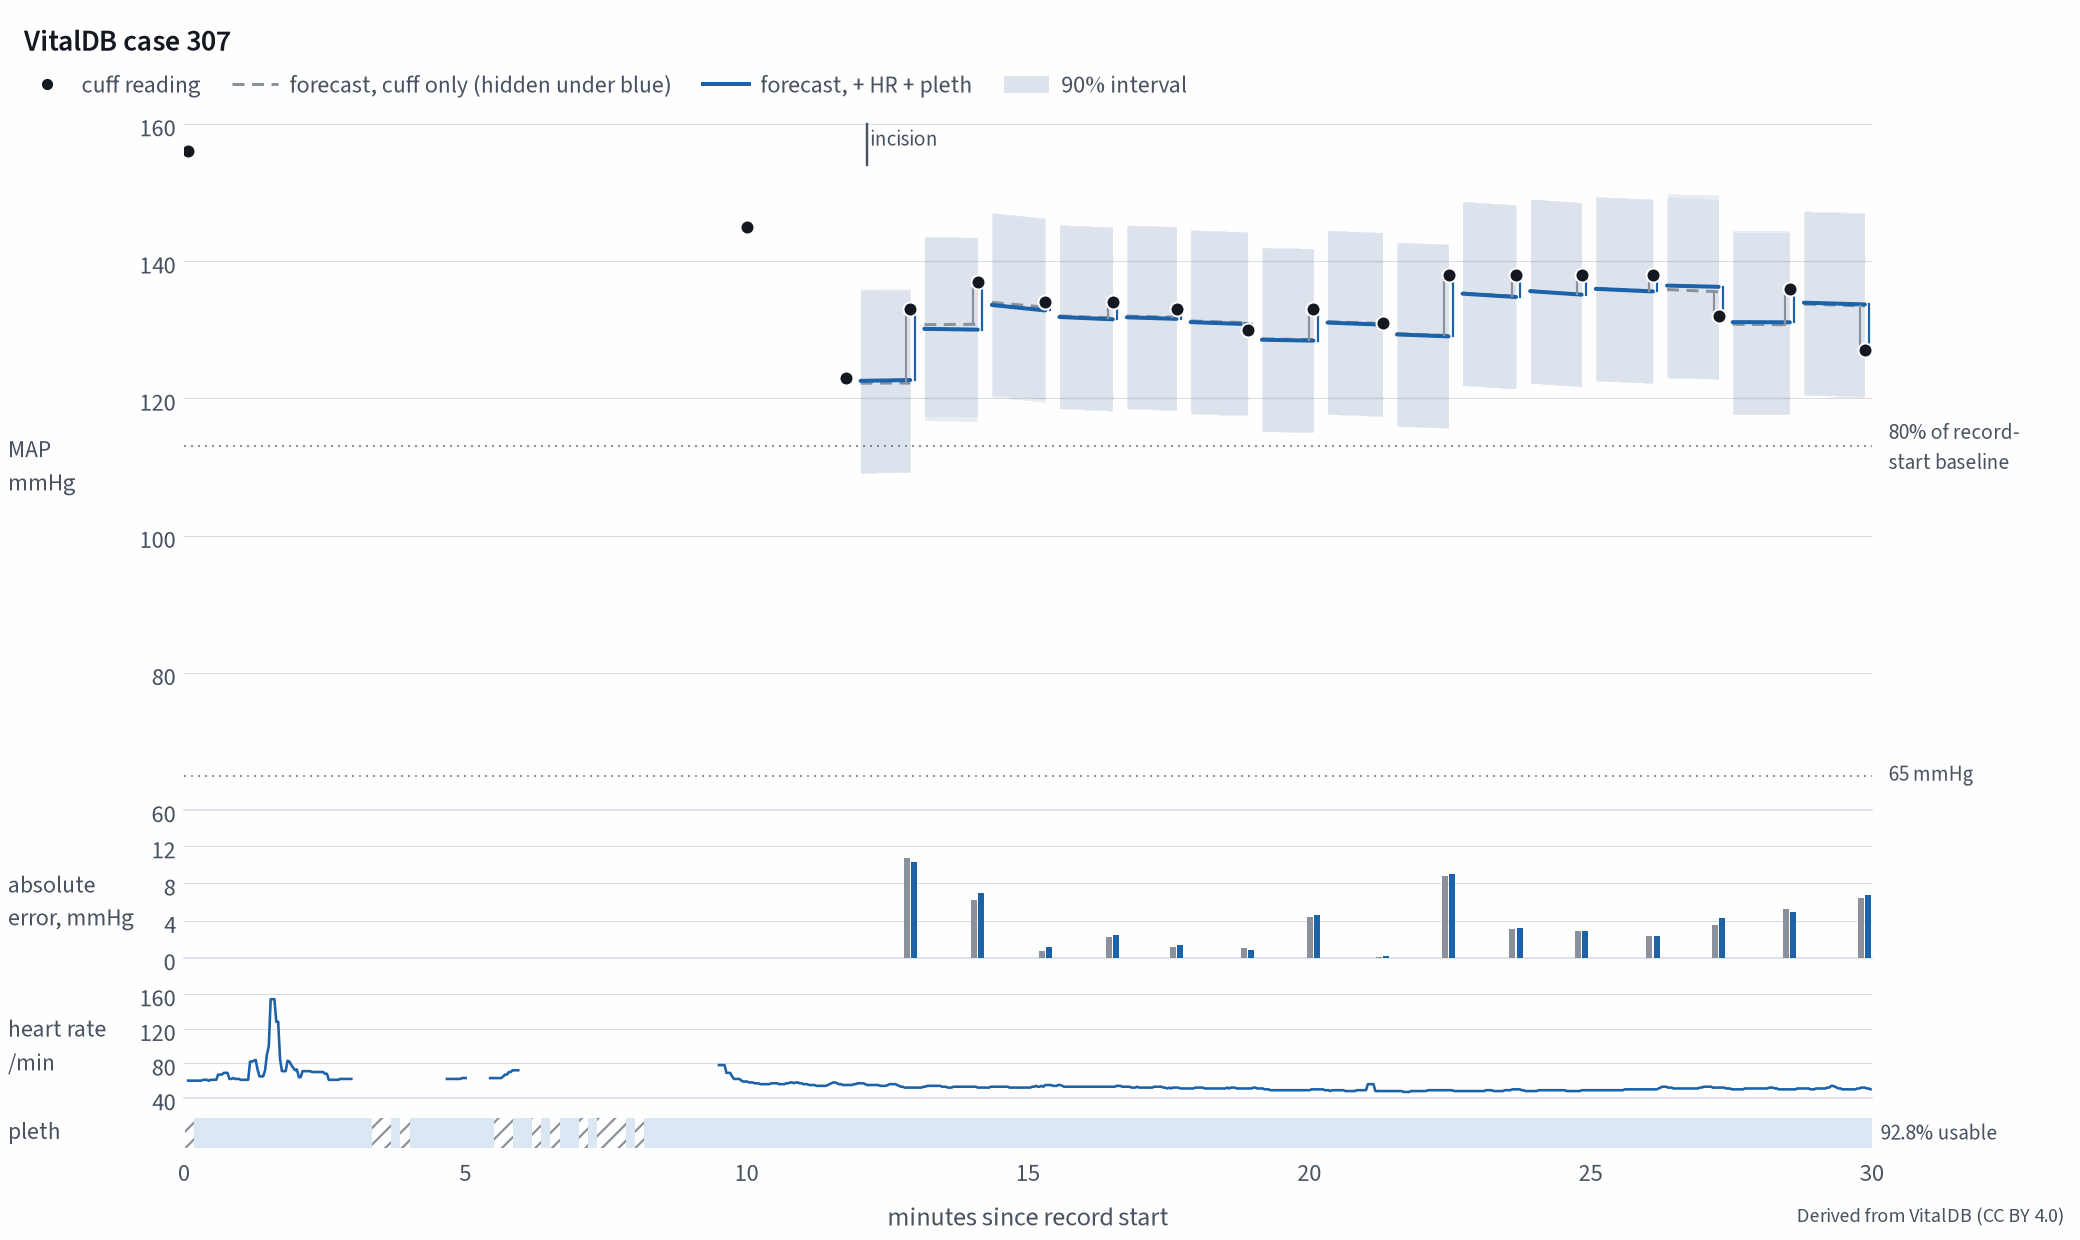 VitalDB case 307
cuff reading
forecast, cuff only (hidden under blue)
forecast, + HR + pleth
90% interval
160
incision
140
120
MAP
mmHg
80% of record-
start baseline
100
80
65 mmHg
60
12
absolute
error, mmHg
8
4
0
160
heart rate
/min
120
80
40
pleth
92.8% usable
0
5
10
15
20
25
30
minutes since record start
Derived from VitalDB (CC BY 4.0)